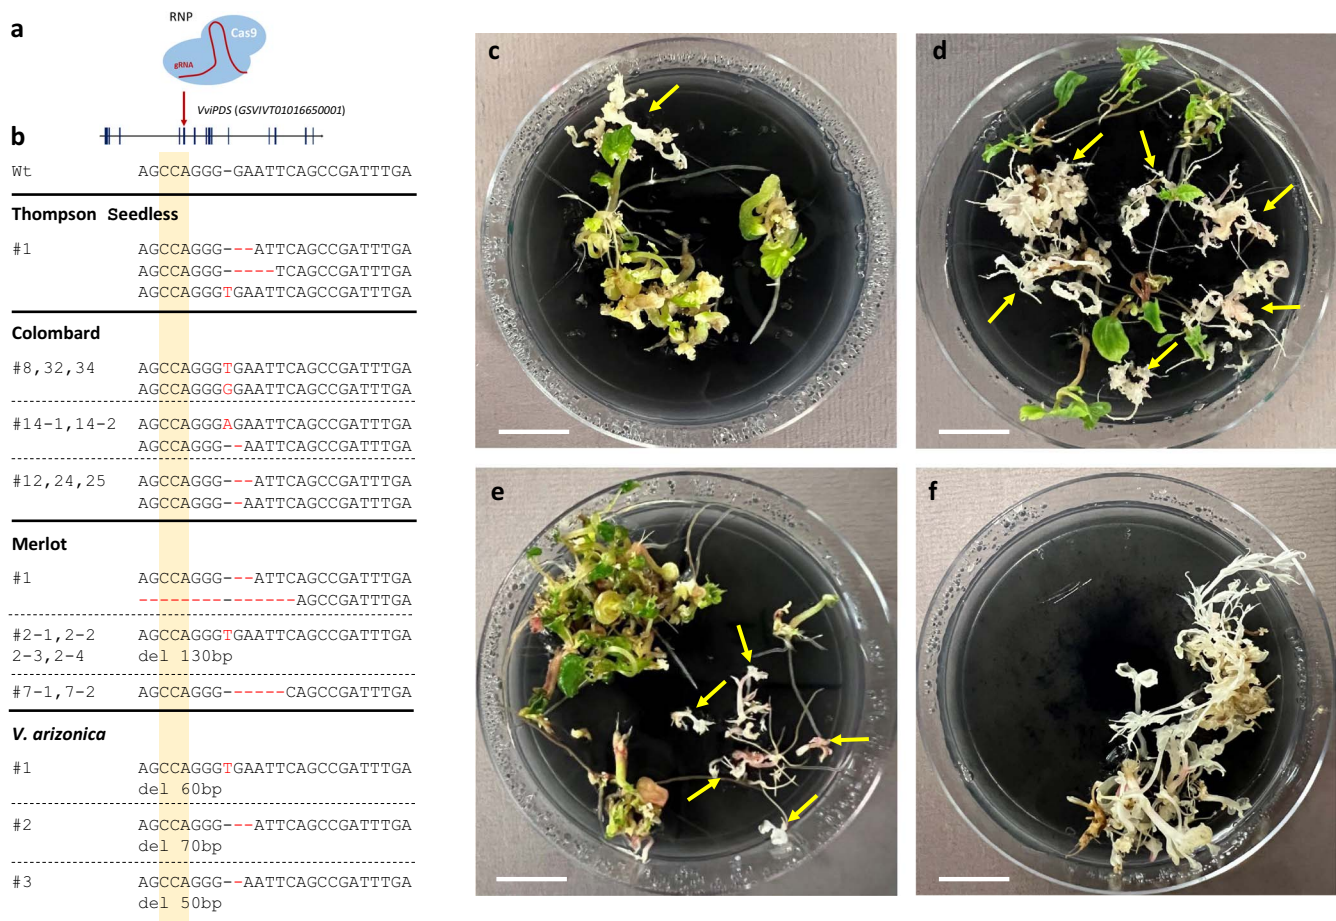 a
RNP
Cas9
gRNA
VviPDS (GSVIVT01016650001)
b
Wt AGCCAGGG-GAATTCAGCCGATTTGA
Thompson Seedless
#1 AGCCAGGG---ATTCAGCCGATTTGA
AGCCAGGG-----TCAGCCGATTTGA
AGCCAGGGTGAATTCAGCCGATTTGA
Colombard
#8,32,34 AGCCAGGGTGAATTCAGCCGATTTGA
AGCCAGGGGGAATTCAGCCGATTTGA
#14-1,14-2 AGCCAGGGAGAATTCAGCCGATTTGA
AGCCAGGG--AATTCAGCCGATTTGA
#12,24,25 AGCCAGGG---ATTCAGCCGATTTGA
AGCCAGGG--AATTCAGCCGATTTGA
Merlot
#1 AGCCAGGG---ATTCAGCCGATTTGA
---------------AGCCGATTTGA
#2-1,2-2 AGCCAGGGTGAATTCAGCCGATTTGA
2-3,2-4 del 130bp
#7-1,7-2 AGCCAGGG------CAGCCGATTTGA
V. arizonica
#1 AGCCAGGGTGAATTCAGCCGATTTGA
del 60bp
#2 AGCCAGGG---ATTCAGCCGATTTGA
del 70bp
#3 AGCCAGGG--AATTCAGCCGATTTGA
del 50bp
c
d
e
f